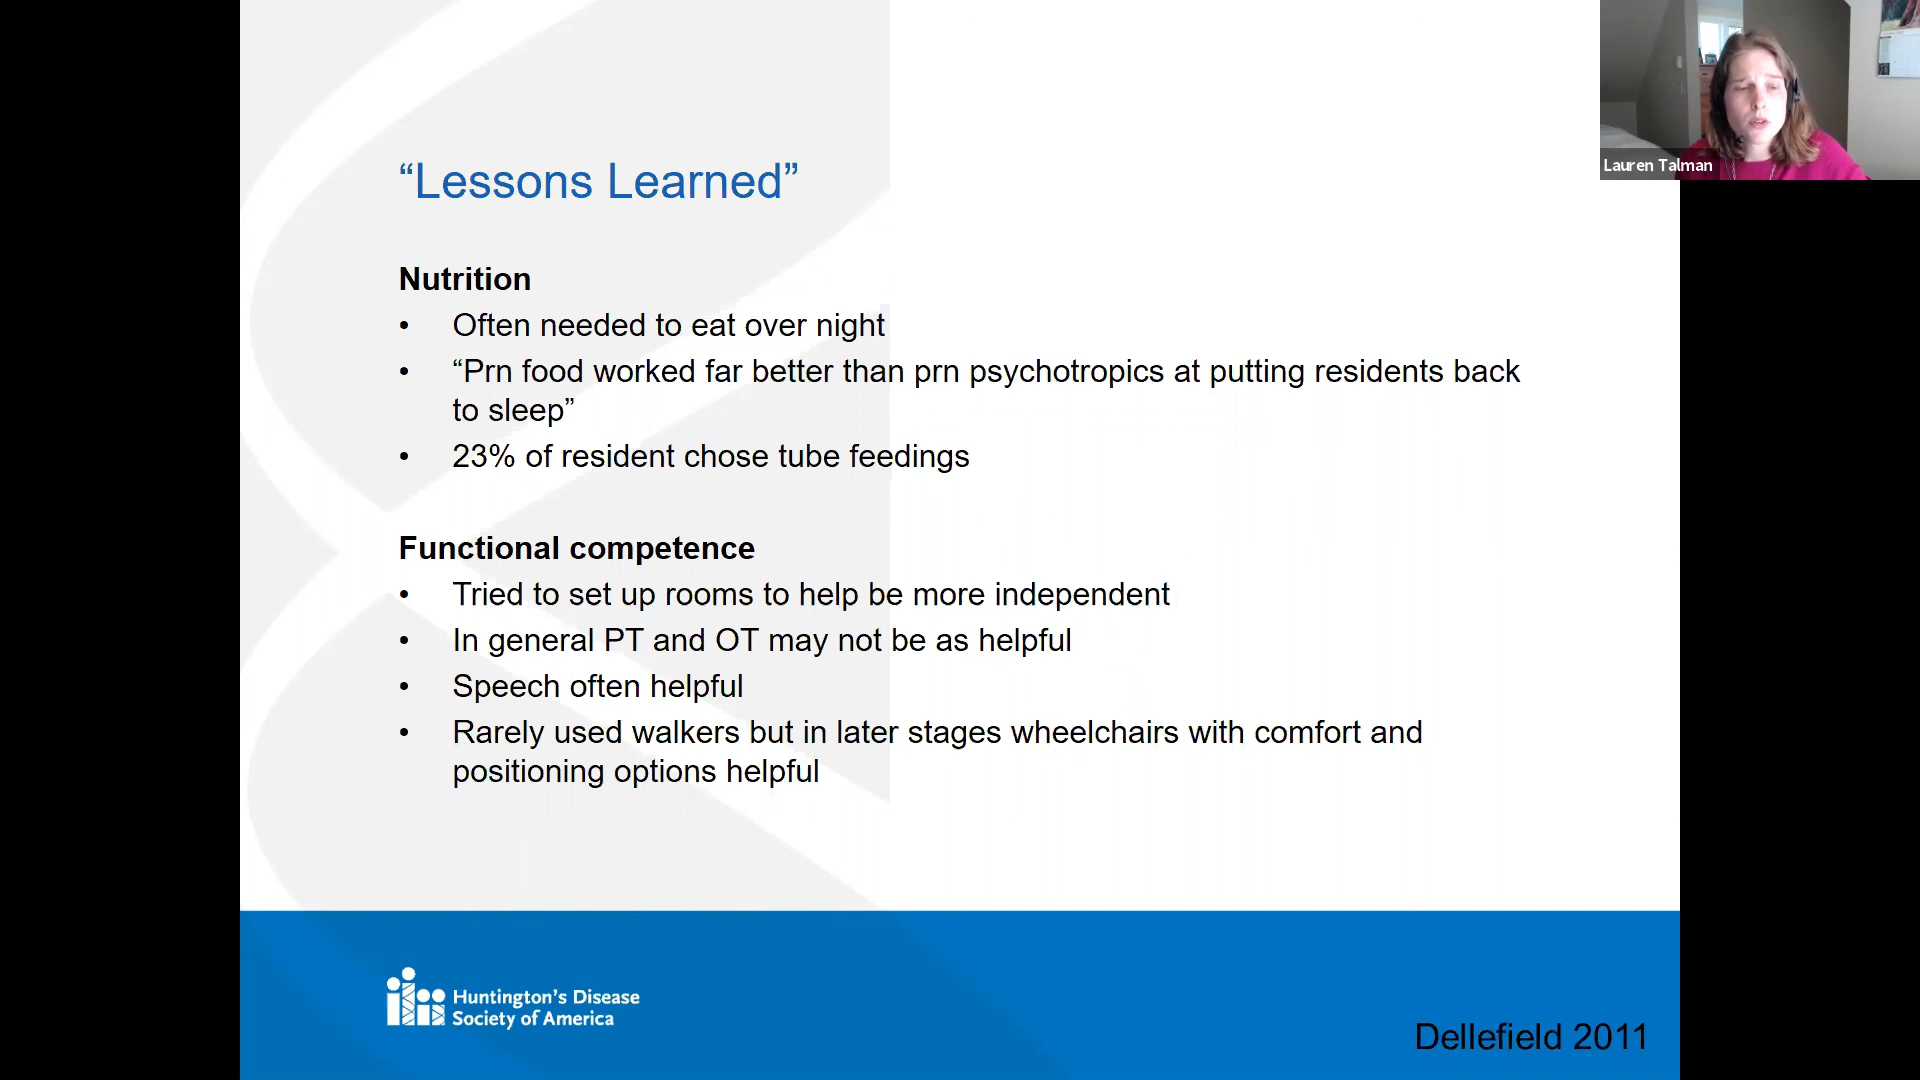 Lauren Talman
“Lessons Learned”
Nutrition
• Often needed to eat over night
• “Prn food worked far better than prn psychotropics at putting residents back
to sleep”
• 23% of resident chose tube feedings
Functional competence
• Tried to set up rooms to help be more independent
• In general PT and OT may not be as helpful
• Speech often helpful
• Rarely used walkers but in later stages wheelchairs with comfort and
positioning options helpful
Huntington’s Disease
Society of America
Dellefield 2011